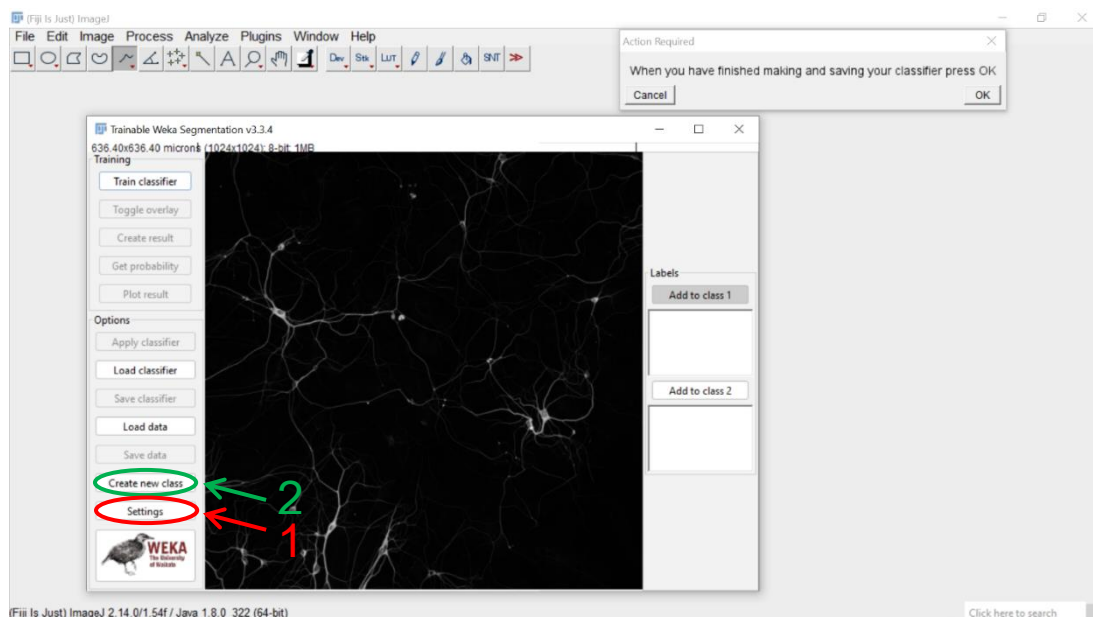 (Fiji Is Just) ImageJ
File Edit Image Process Analyze Plugins Window Help
Dev Stk LUT SNT
Action Required
When you have finished making and saving your classifier press OK
Cancel OK
Trainable Weka Segmentation v3.3.4
636.40x636.40 microns (1024x1024); 8-bit; 1MB
Training
Train classifier
Toggle overlay
Create result
Get probability
Plot result
Options
Apply classifier
Load classifier
Save classifier
Load data
Save data
Create new class
Settings
WEKA
The University
of Waikato
2
1
Labels
Add to class 1
Add to class 2
(Fiji Is Just) ImageJ 2.14.0/1.54f / Java 1.8.0_322 (64-bit)
Click here to search